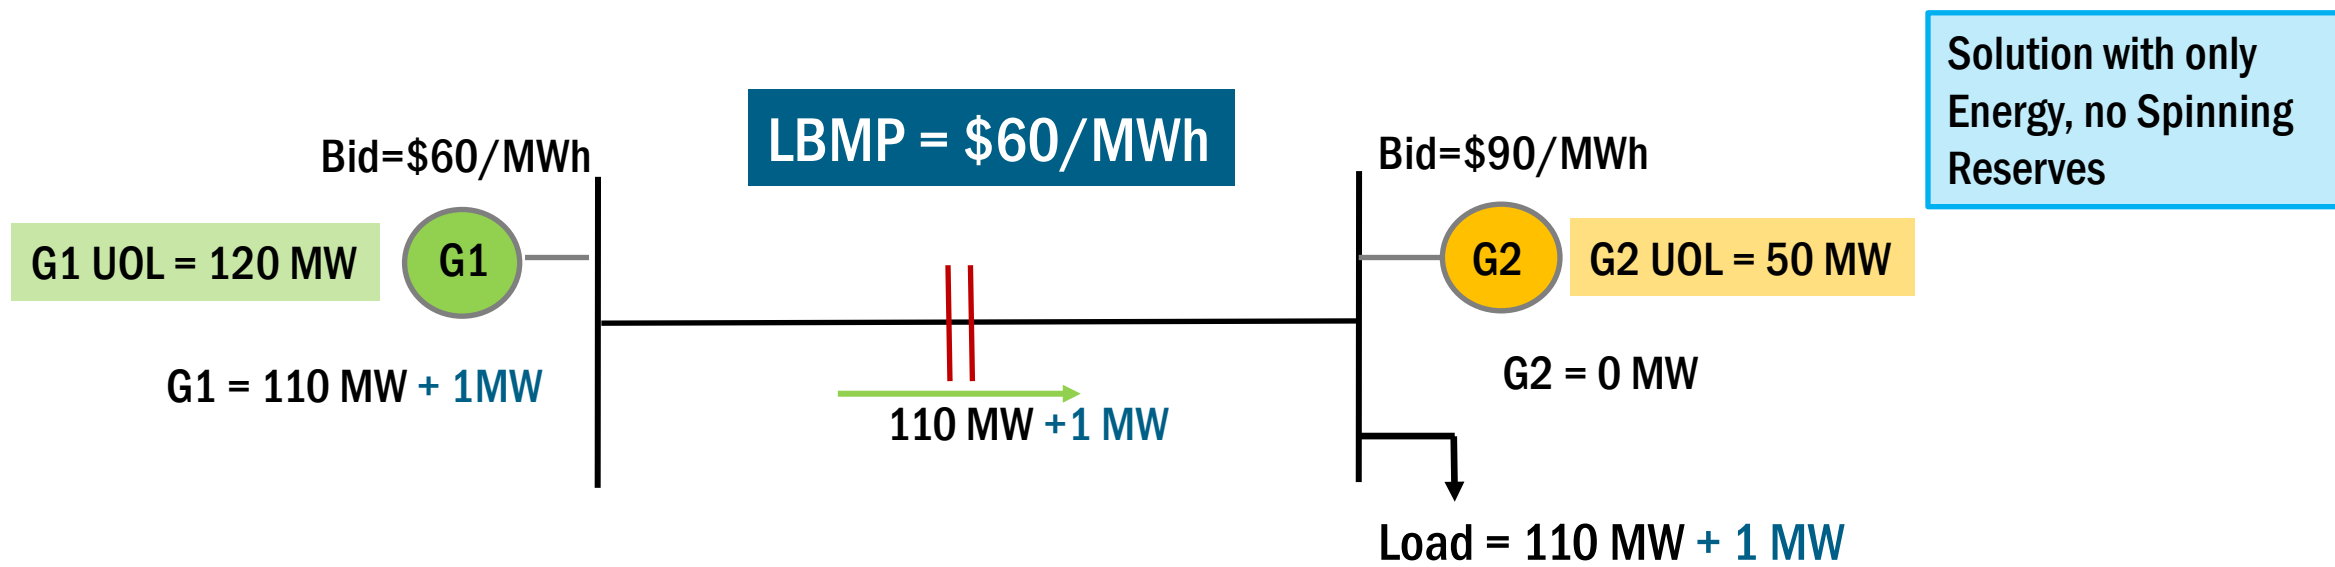 Solution with only
Energy, no Spinning
Reserves
LBMP = $60/MWh
Bid=$60/MWh
Bid=$90/MWh
G1 UOL = 120 MW
G1
G2
G2 UOL = 50 MW
G1 = 110 MW + 1MW
G2 = 0 MW
110 MW +1 MW
Load = 110 MW + 1 MW